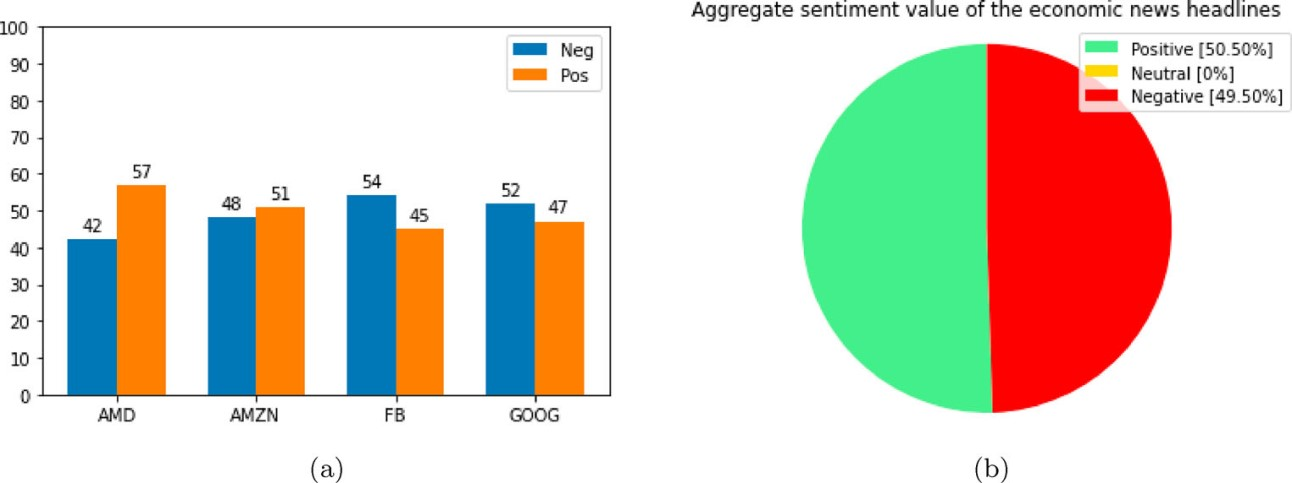 100
90
80
70
60
50
40
30
20
10
0
Neg
Pos
42
57
48
51
54
45
52
47
AMD AMZN FB GOOG
(a)
Aggregate sentiment value of the economic news headlines
Positive [50.50%]
Neutral [0%]
Negative [49.50%]
(b)